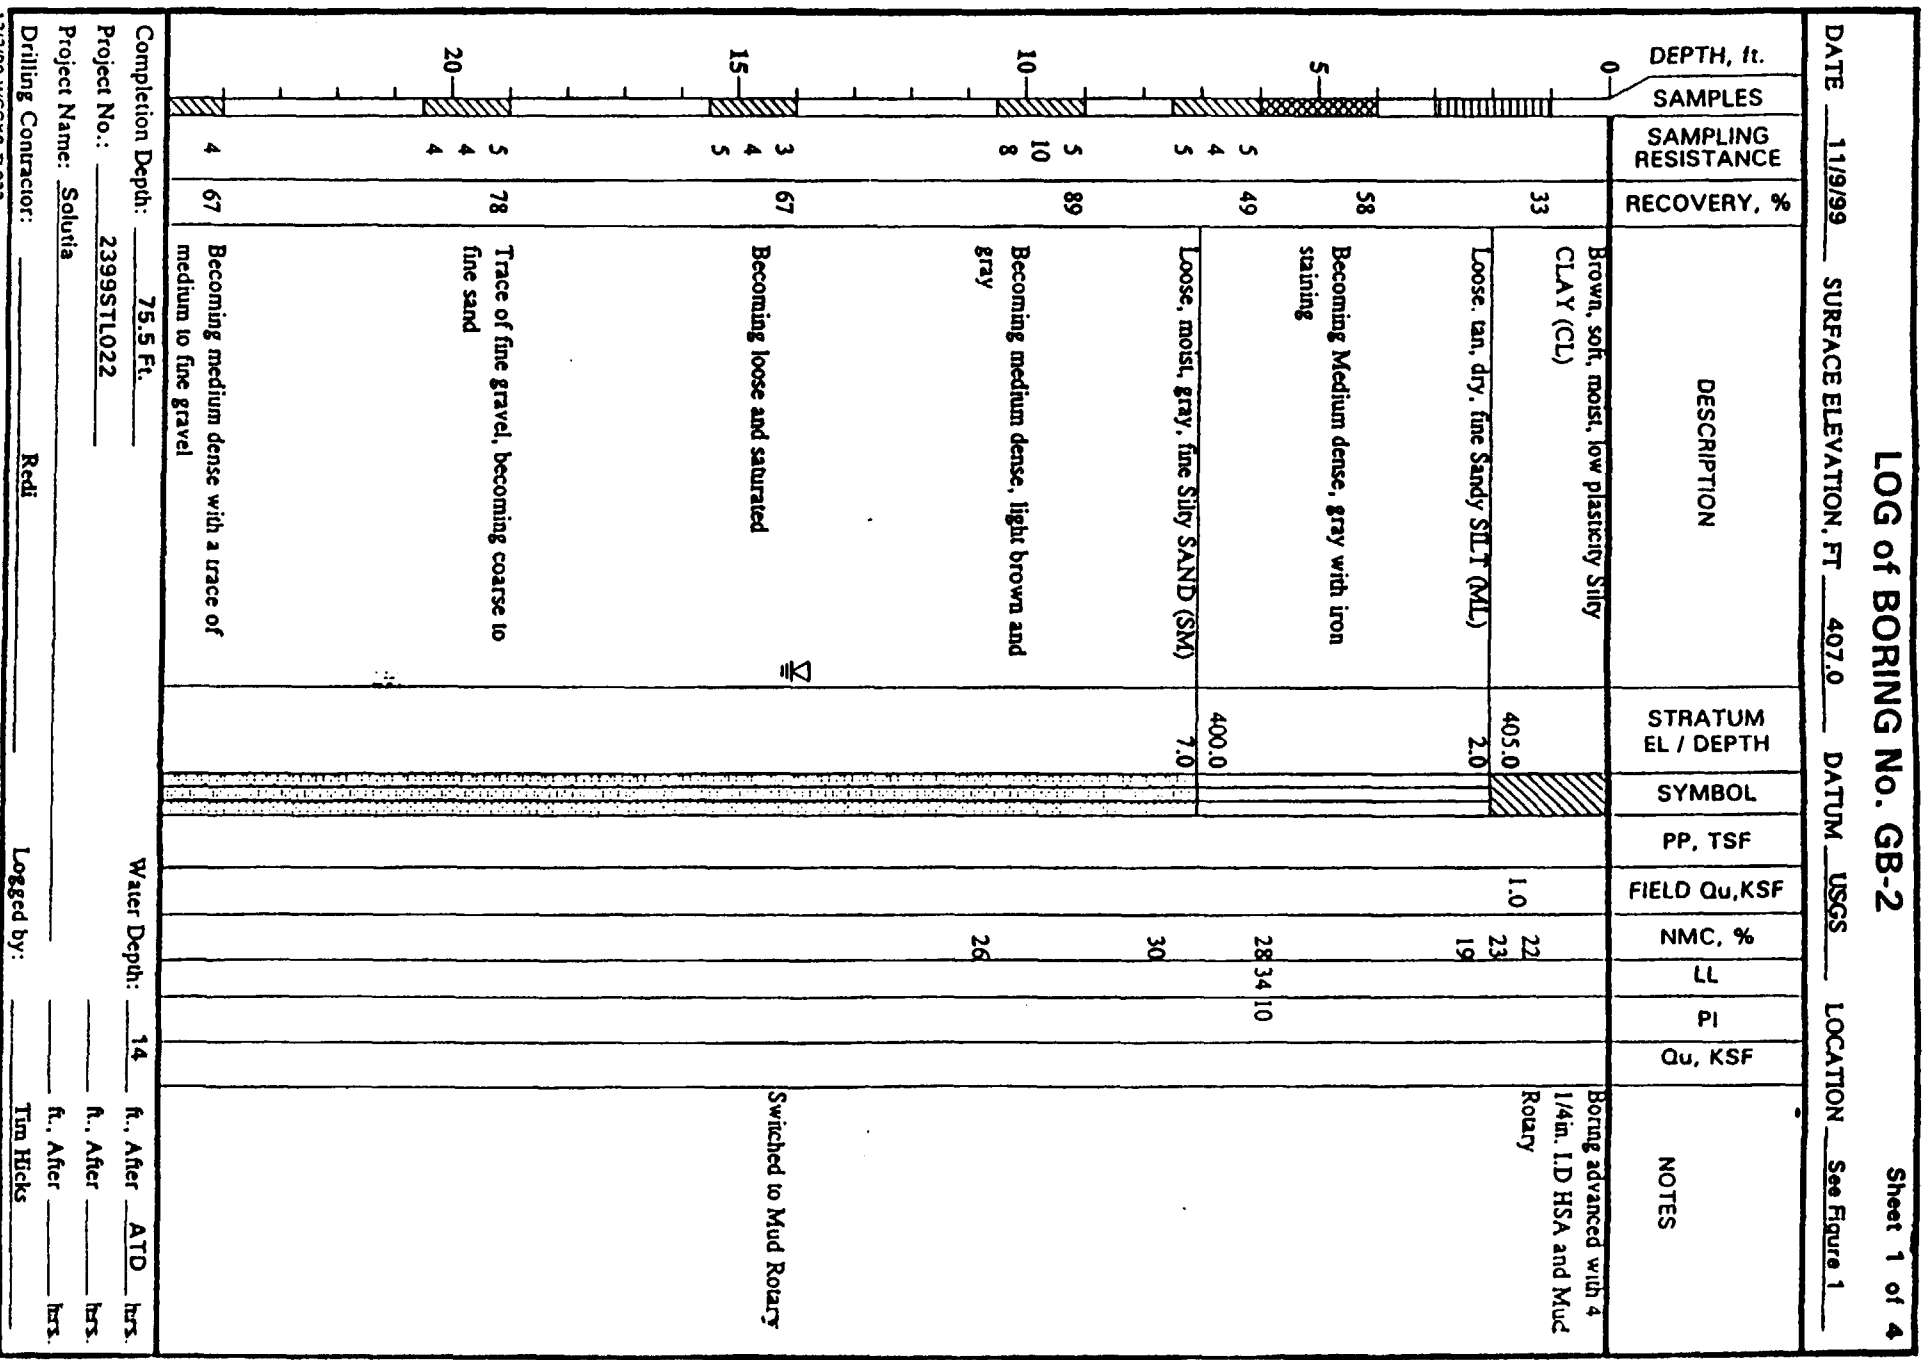 LOG of BORING No. GB-2
Sheet 1 of 4
DATE 11/9/99 SURFACE ELEVATION, FT 407.0 DATUM USGS LOCATION See Figure 1
DEPTH, ft.
SAMPLES
SAMPLING
RESISTANCE
RECOVERY, %
DESCRIPTION
STRATUM
EL / DEPTH
SYMBOL
PP, TSF
FIELD Qu,KSF
NMC, %
LL
PI
Qu, KSF
NOTES
0
Brown, soft, moist, low plasticity Silty
CLAY (CL)
33
405.0
2.0
1.0
22
23
19
Boring advanced with 4
1/4in. I.D HSA and Mud
Rotary
Loose, tan, dry, fine Sandy SILT (ML)
5
58
Becoming Medium dense, gray with iron
staining
5
4
5
49
400.0
7.0
28 34 10
Loose, moist, gray, fine Silty SAND (SM)
30
10
5
10
8
89
Becoming medium dense, light brown and
gray
26
15
3
4
5
67
Becoming loose and saturated
Switched to Mud Rotary
20
5
4
4
78
Trace of fine gravel, becoming coarse to
fine sand
4
67
Becoming medium dense with a trace of
medium to fine gravel
Completion Depth: 75.5 Ft. Water Depth: 14 ft., After ATD hrs.
Project No.: 2399STL022 ft., After hrs.
Project Name: Solutia ft., After hrs.
Drilling Contractor: Redi Logged by: Tim Hicks